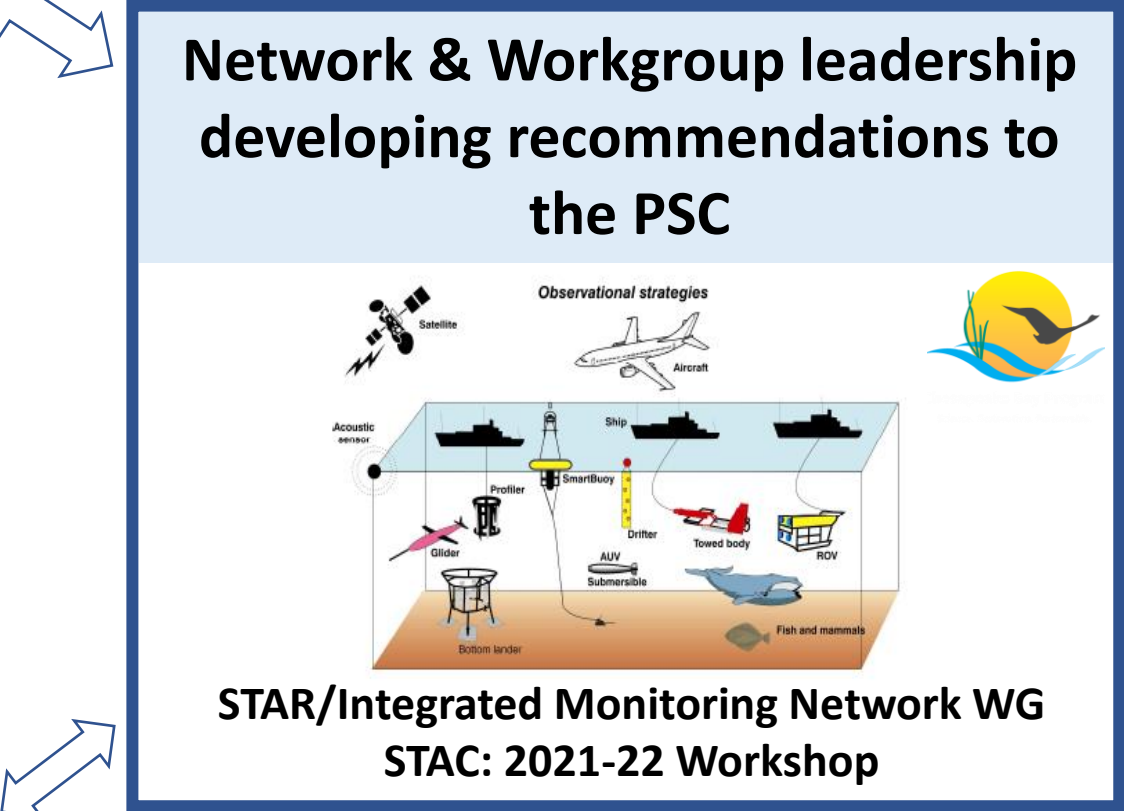 Network & Workgroup leadership
developing recommendations to
the PSC
Observational strategies
Satellite
Aircraft
Acoustic
sensor
Ship
SmartBuoy
Profiler
Drifter
Towed body
ROV
Glider
AUV
Submersible
Fish and mammals
Bottom lander
STAR/Integrated Monitoring Network WG
STAC: 2021-22 Workshop